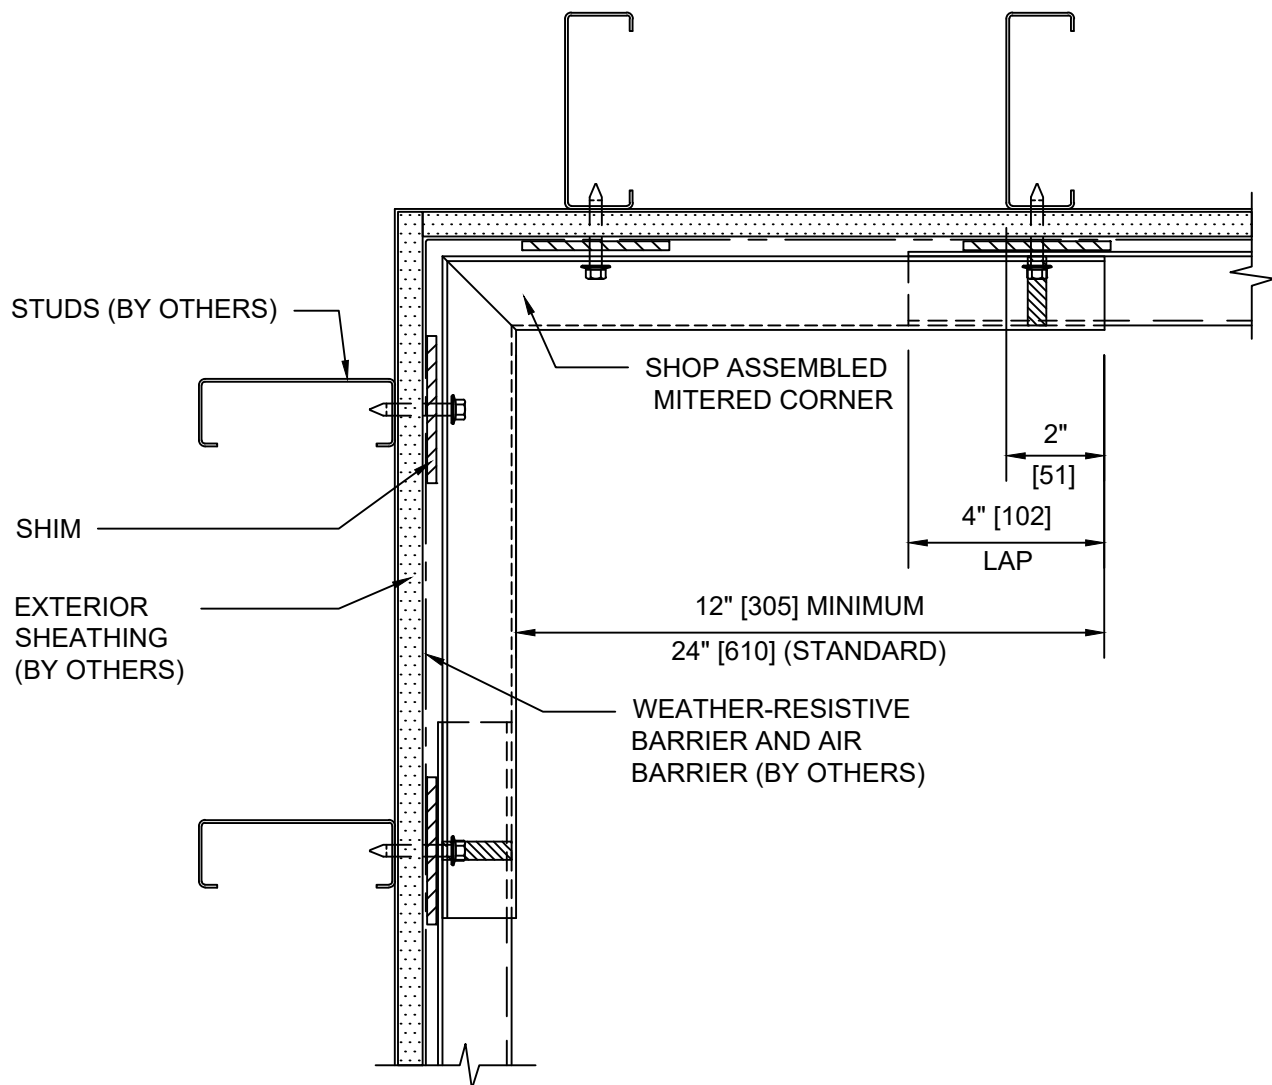 STUDS (BY OTHERS)
SHOP ASSEMBLED
MITERED CORNER
2"
[51]
SHIM
4" [102]
LAP
EXTERIOR
SHEATHING
(BY OTHERS)
12" [305] MINIMUM
24" [610] (STANDARD)
WEATHER-RESISTIVE
BARRIER AND AIR
BARRIER (BY OTHERS)